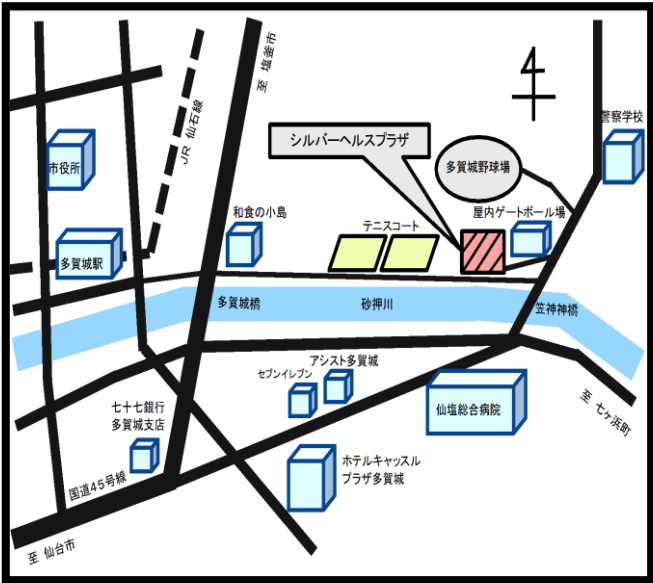 至 塩釜市
JR 仙石線
警察学校
シルバーヘルスプラザ
多賀城野球場
市役所
和食の小島
テニスコート
屋内ゲートボール場
多賀城駅
多賀城橋
砂押川
笠神神橋
アシスト多賀城
セブンイレブン
至 七ヶ浜町
七十七銀行
多賀城支店
仙塩総合病院
ホテルキャッスル
プラザ多賀城
国道45号線
至 仙台市